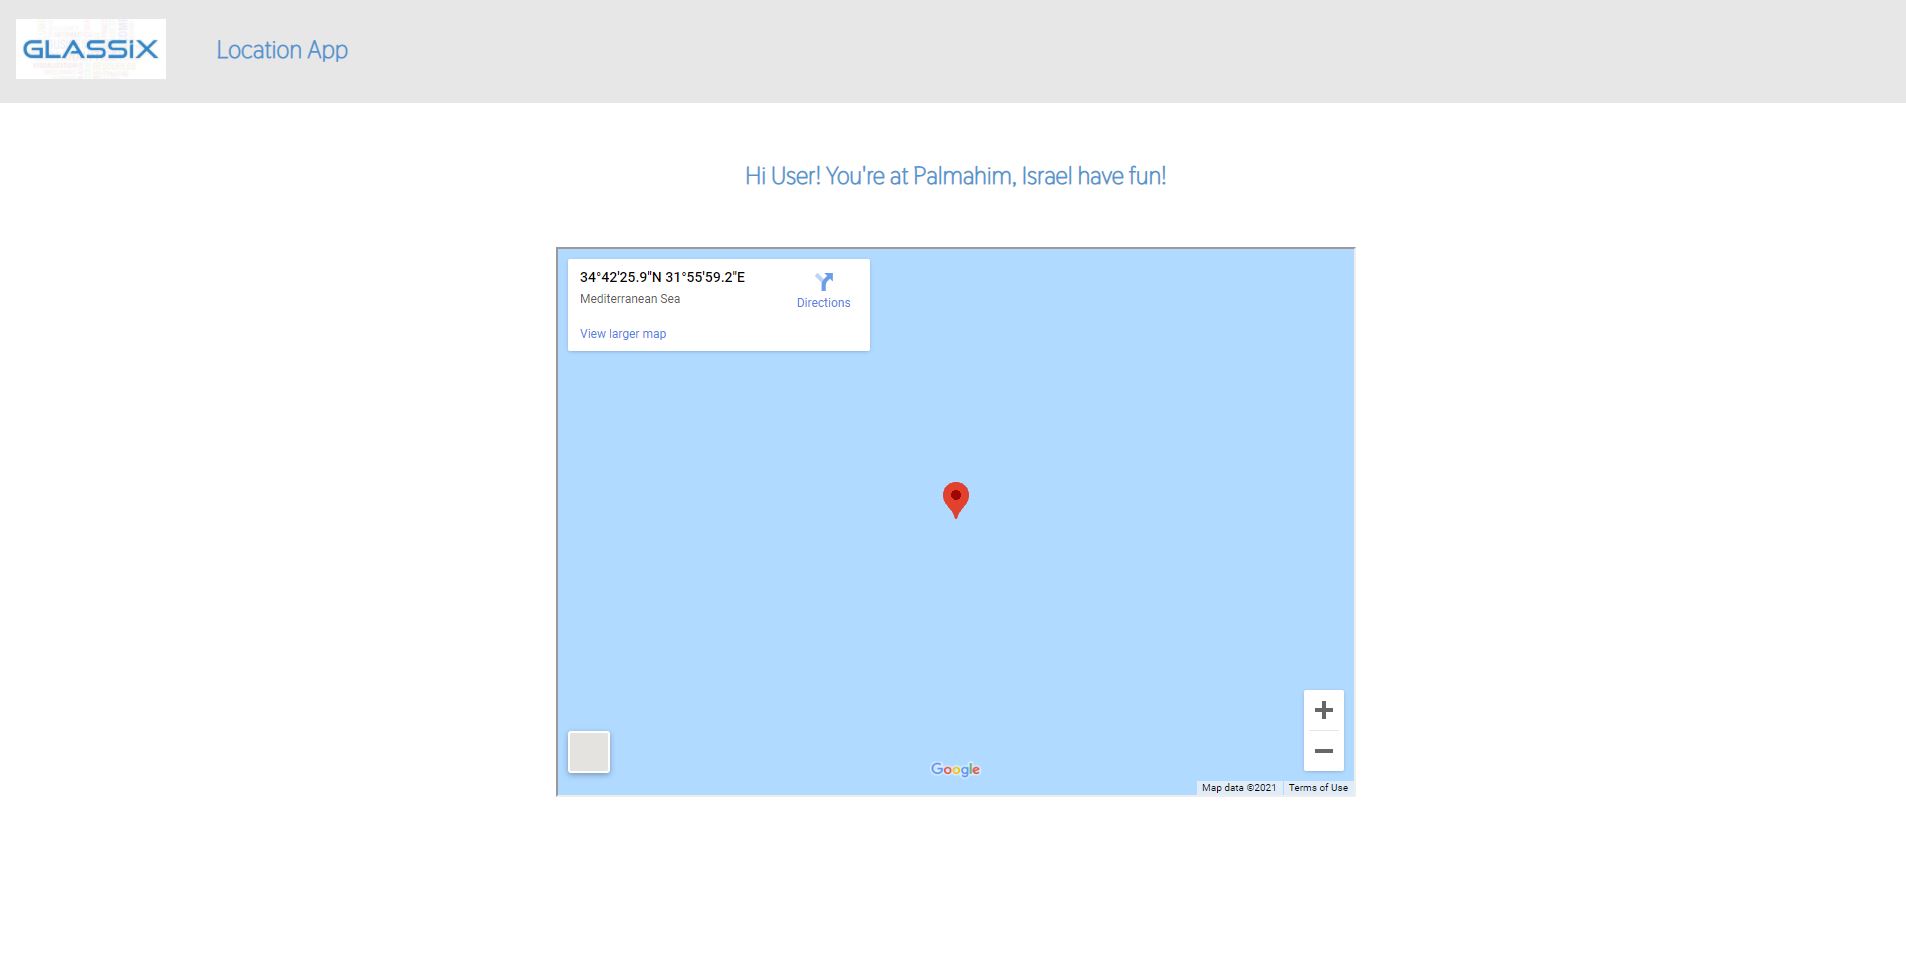 GLASSiX
Location App
Hi User! You're at Palmahim, Israel have fun!
34°42'25.9"N 31°55'59.2"E
Mediterranean Sea
Directions
View larger map
Google
Map data ©2021
Terms of Use